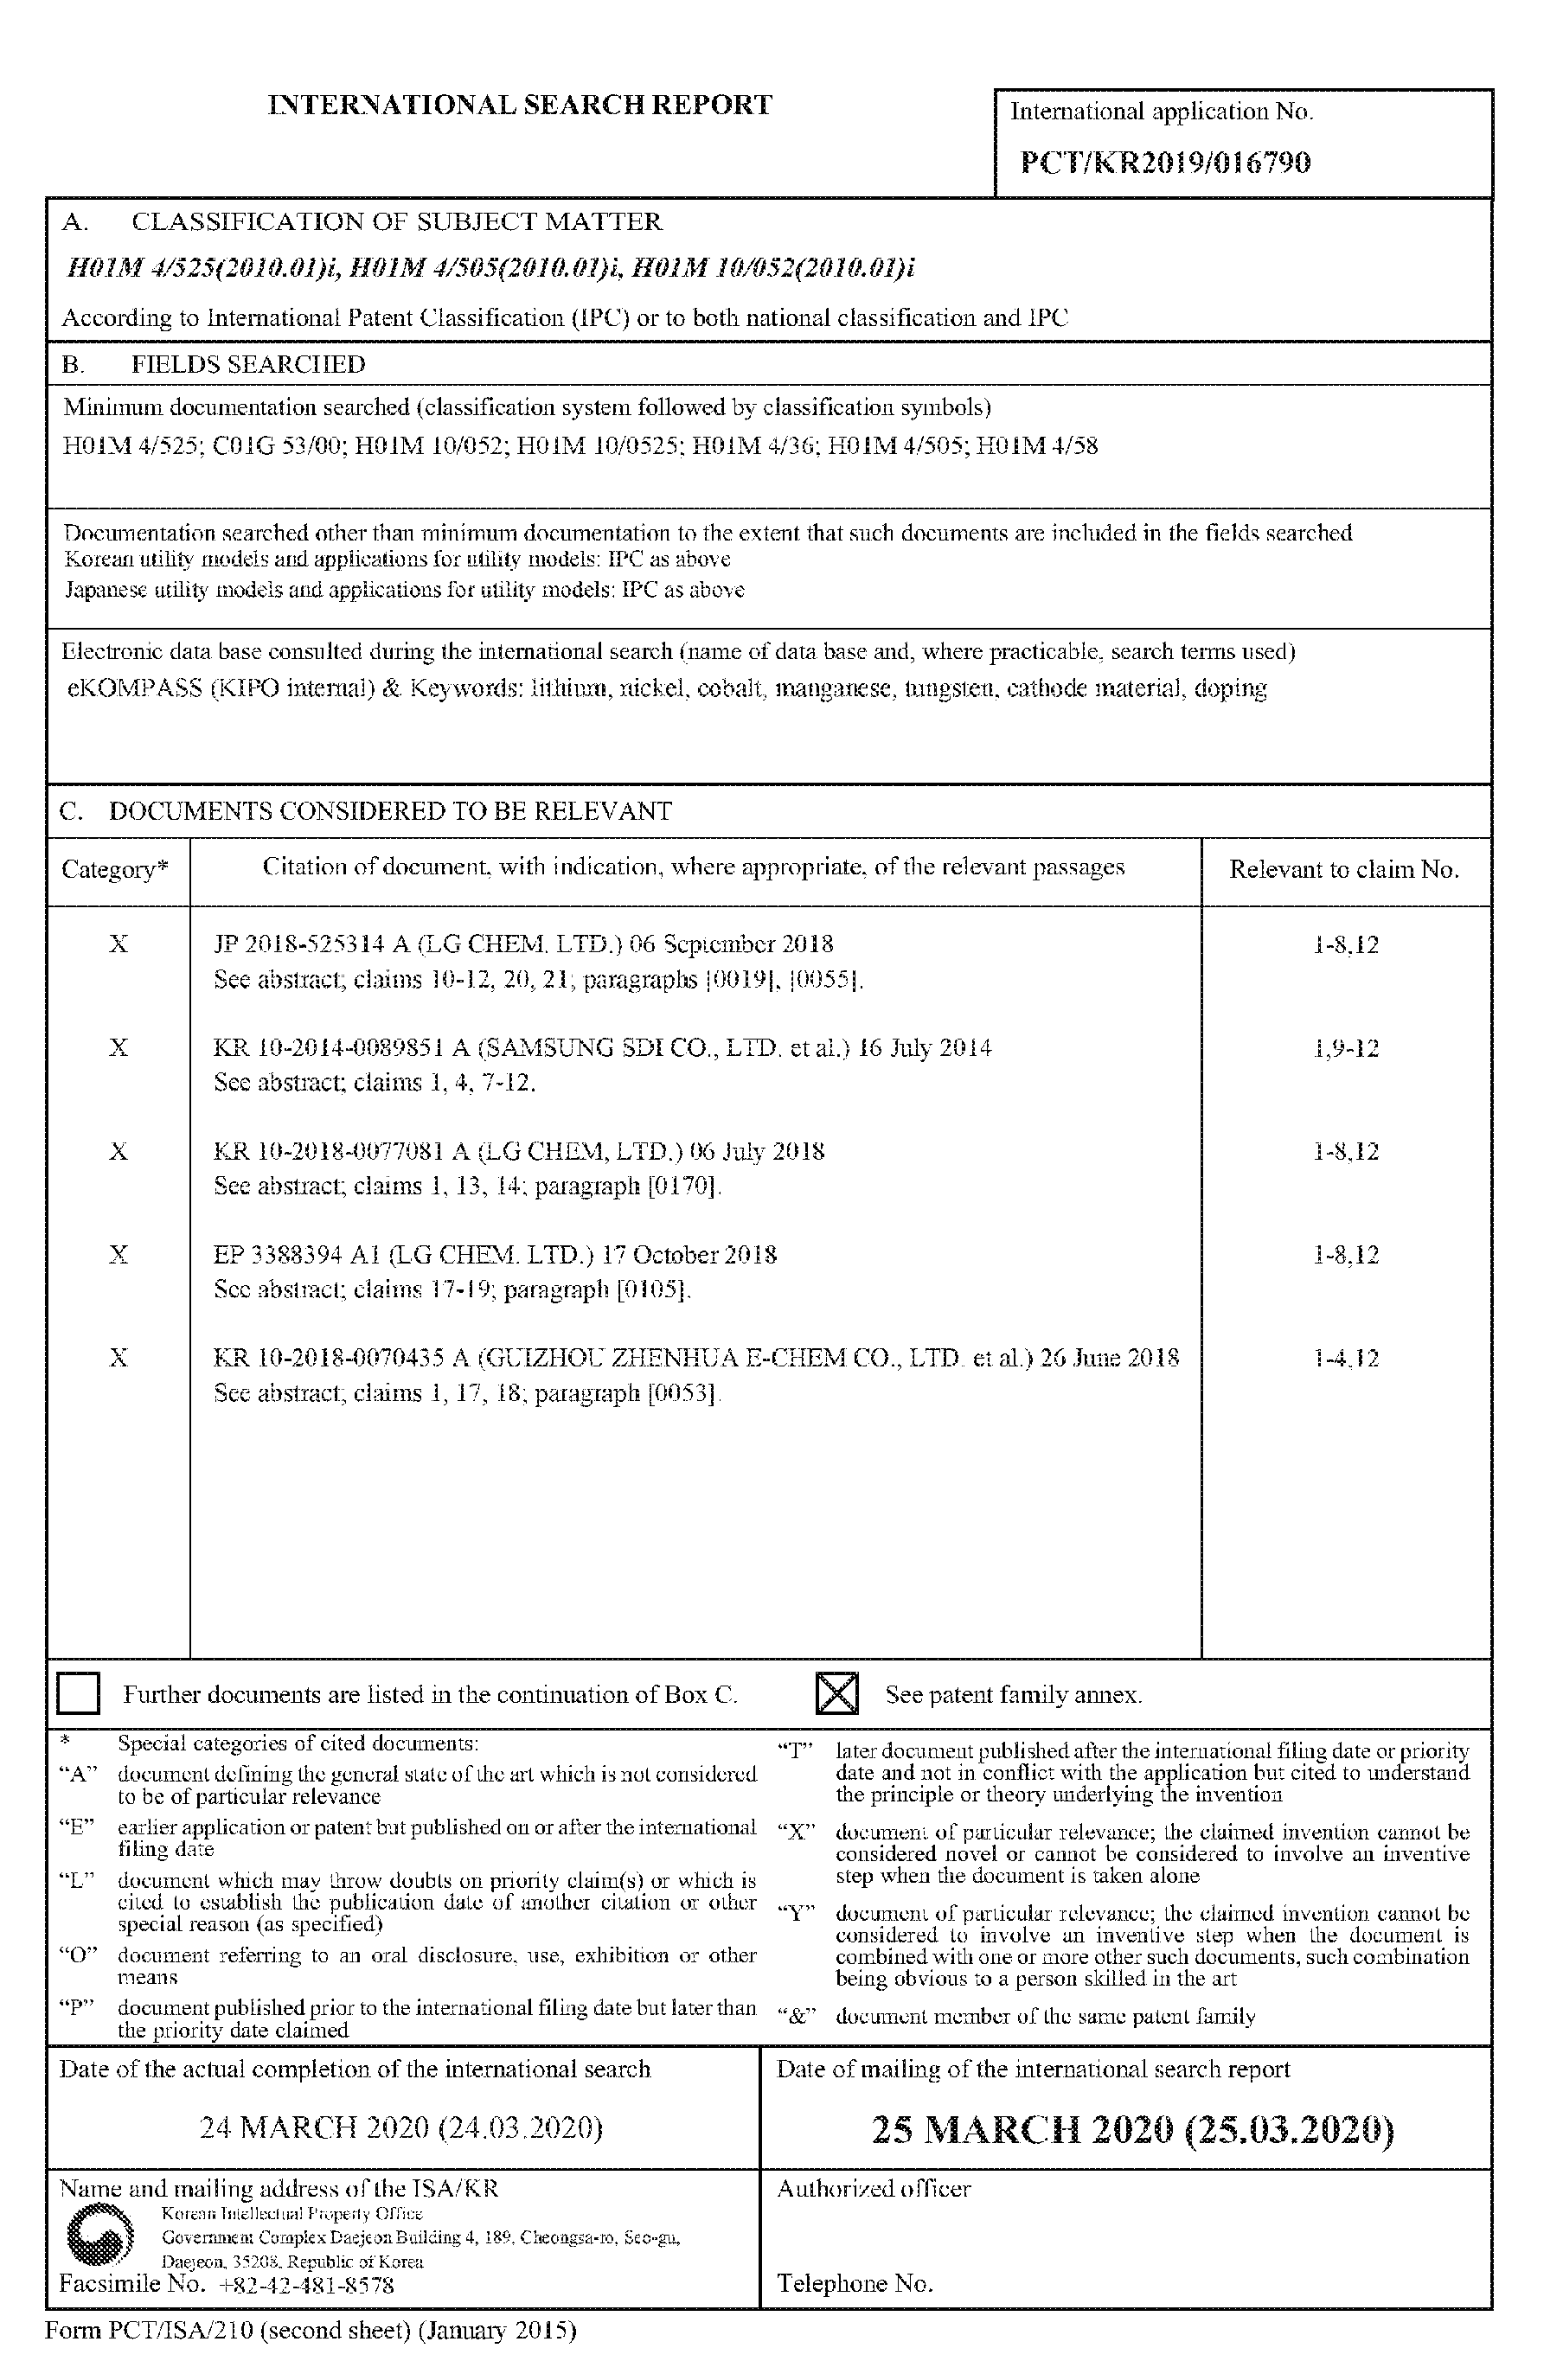 INTERNATIONAL SEARCH REPORT
International application No.
PCT/KR2019/016790
A. CLASSIFICATION OF SUBJECT MATTER
H01M 4/525(2010.01)i, H01M 4/505(2010.01)i, H01M 10/052(2010.01)i
According to International Patent Classification (IPC) or to both national classification and IPC
B. FIELDS SEARCHED
Minimum documentation searched (classification system followed by classification symbols)
H01M 4/525; C01G 53/00; H01M 10/052; H01M 10/0525; H01M 4/36; H01M 4/505; H01M 4/58
Documentation searched other than minimum documentation to the extent that such documents are included in the fields searched
Korean utility models and applications for utility models: IPC as above
Japanese utility models and applications for utility models: IPC as above
Electronic data base consulted during the international search (name of data base and, where practicable, search terms used)
eKOMPASS (KIPO internal) & Keywords: lithium, nickel, cobalt, manganese, tungsten, cathode material, doping
C. DOCUMENTS CONSIDERED TO BE RELEVANT
Category* Citation of document, with indication, where appropriate, of the relevant passages Relevant to claim No.
X JP 2018-525314 A (LG CHEM. LTD.) 06 September 2018 1-8,12
See abstract; claims 10-12, 20, 21; paragraphs [0019], [0055].
X KR 10-2014-0089851 A (SAMSUNG SDI CO., LTD. et al.) 16 July 2014 1,9-12
See abstract; claims 1, 4, 7-12.
X KR 10-2018-0077081 A (LG CHEM, LTD.) 06 July 2018 1-8,12
See abstract; claims 1, 13, 14; paragraph [0170].
X EP 3388394 A1 (LG CHEM. LTD.) 17 October 2018 1-8,12
See abstract; claims 17-19; paragraph [0105].
X KR 10-2018-0070435 A (GUIZHOU ZHENHUA E-CHEM CO., LTD. et al.) 26 June 2018 1-4,12
See abstract; claims 1, 17, 18; paragraph [0053].
Further documents are listed in the continuation of Box C. See patent family annex.
* Special categories of cited documents:
“A” document defining the general state of the art which is not considered
to be of particular relevance
“E” earlier application or patent but published on or after the international
filing date
“L” document which may throw doubts on priority claim(s) or which is
cited to establish the publication date of another citation or other
special reason (as specified)
“O” document referring to an oral disclosure, use, exhibition or other
means
“P” document published prior to the international filing date but later than
the priority date claimed
“T” later document published after the international filing date or priority
date and not in conflict with the application but cited to understand
the principle or theory underlying the invention
“X” document of particular relevance; the claimed invention cannot be
considered novel or cannot be considered to involve an inventive
step when the document is taken alone
“Y” document of particular relevance; the claimed invention cannot be
considered to involve an inventive step when the document is
combined with one or more other such documents, such combination
being obvious to a person skilled in the art
“&” document member of the same patent family
Date of the actual completion of the international search
24 MARCH 2020 (24.03.2020)
Date of mailing of the international search report
25 MARCH 2020 (25.03.2020)
Name and mailing address of the ISA/KR
Korean Intellectual Property Office
Government Complex Daejeon Building 4, 189, Cheongsa-ro, Seo-gu,
Daejeon, 35208, Republic of Korea
Facsimile No. +82-42-481-8578
Authorized officer
Telephone No.
Form PCT/ISA/210 (second sheet) (January 2015)